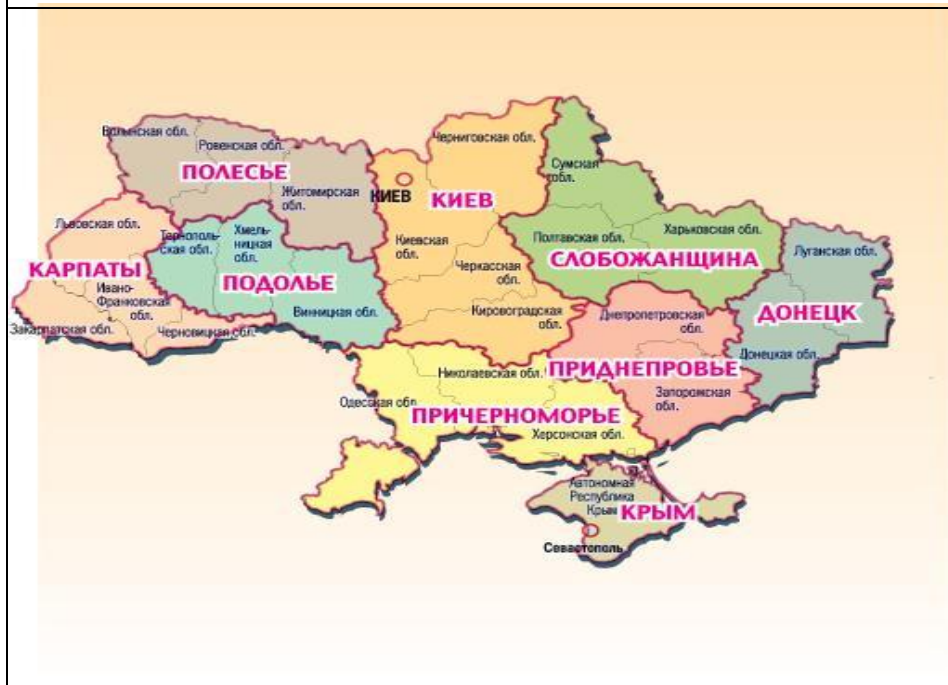 Волынская обл.
Ровенская обл.
ПОЛЕСЬЕ
Житомирская
обл.
Черниговская обл.
КИЕВ
КИЕВ
Киевская
обл.
Черкасская
обл.
Кировоградская
обл.
Сумская
обл.
Полтавская обл.
Харьковская обл.
СЛОБОЖАНЩИНА
Луганская
обл.
ДОНЕЦК
Донецкая обл.
Львовская обл.
КАРПАТЫ
Ивано-
Франковская
обл.
Закарпатская обл.
Черновицкая обл.
Тернополь-
ская обл.
Хмель-
ницкая
обл.
ПОДОЛЬЕ
Винницкая обл.
Днепропетровская
обл.
ПРИДНЕПРОВЬЕ
Запорожская
обл.
Николаевская обл.
Одесская обл.
ПРИЧЕРНОМОРЬЕ
Херсонская обл.
Автономная
Республика
Крым
КРЫМ
Севастополь